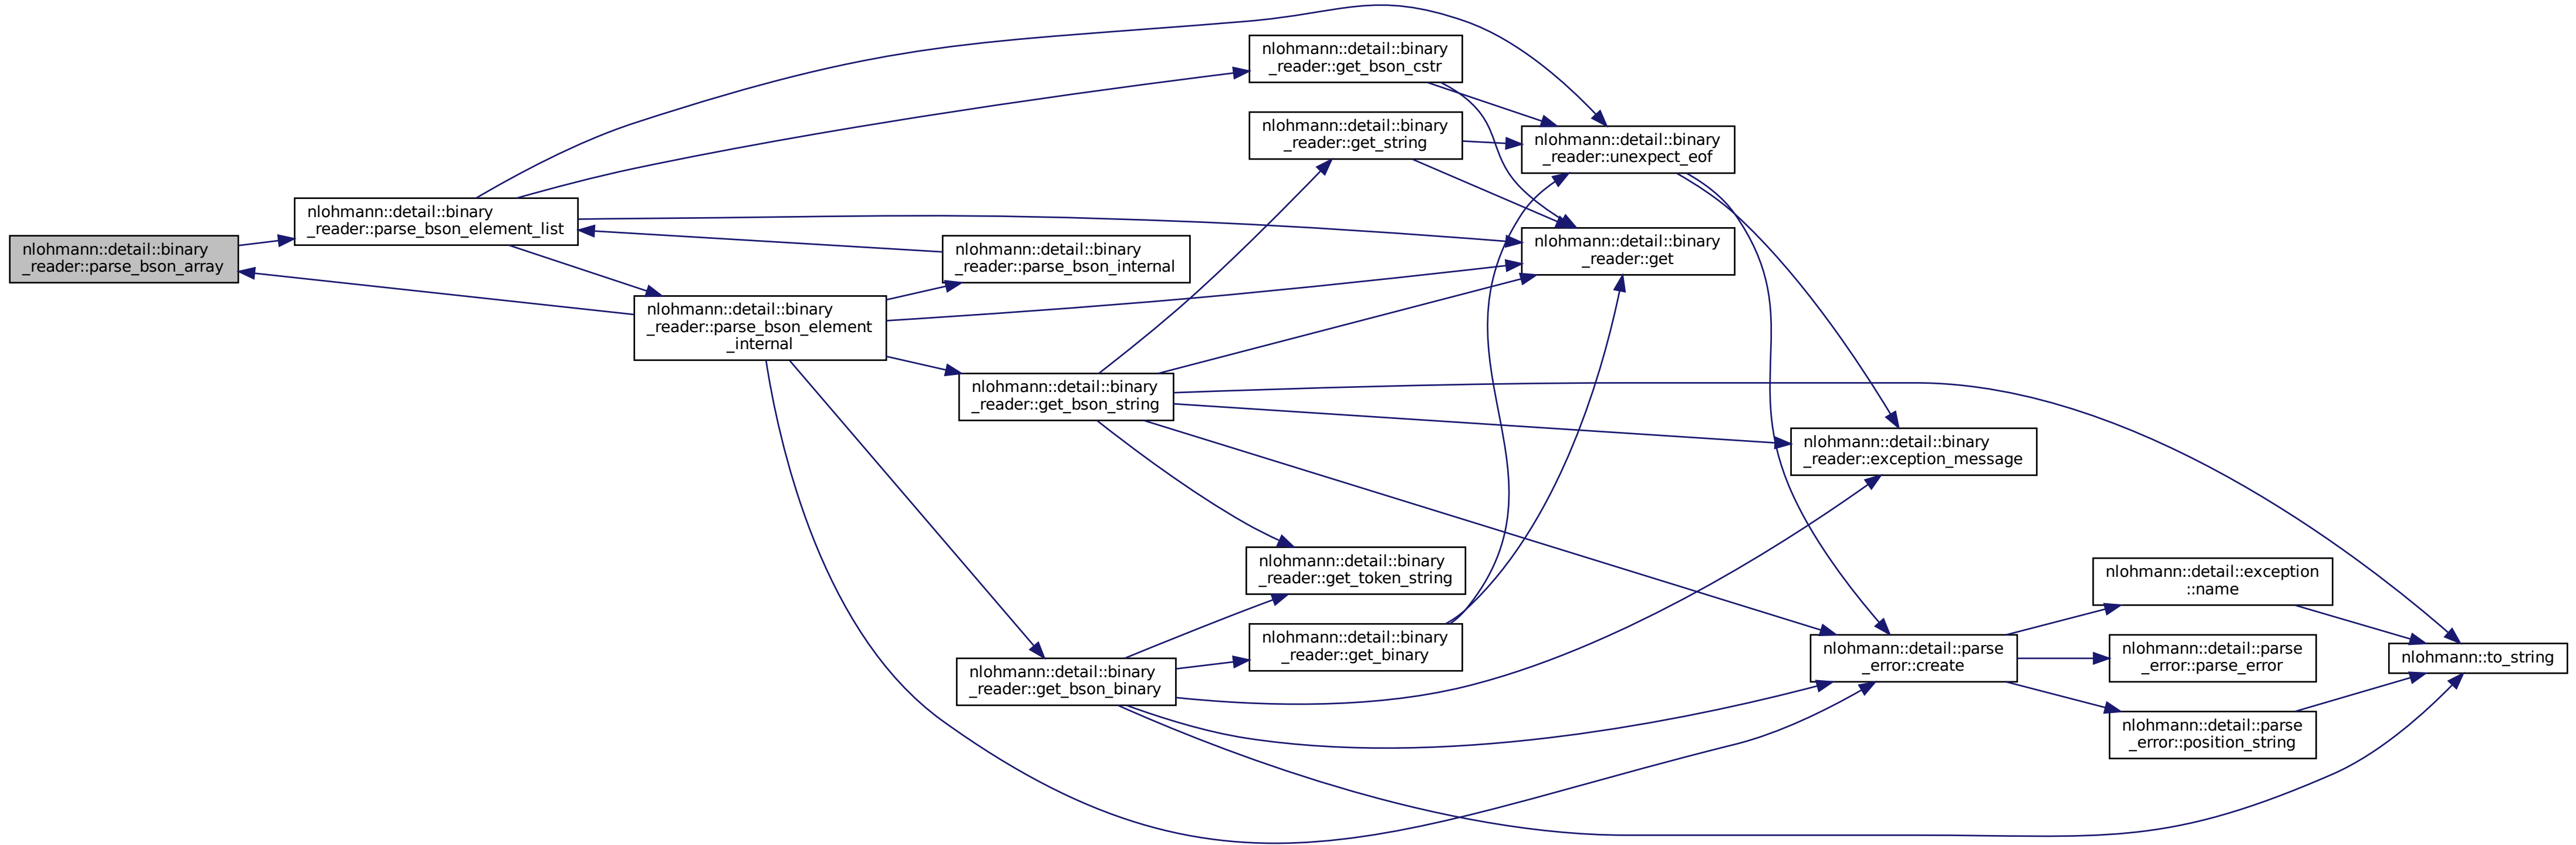 nlohmann::detail::binary
_reader::parse_bson_array
nlohmann::detail::binary
_reader::parse_bson_element_list
nlohmann::detail::binary
_reader::parse_bson_element
_internal
nlohmann::detail::binary
_reader::parse_bson_internal
nlohmann::detail::binary
_reader::get_bson_string
nlohmann::detail::binary
_reader::get_bson_binary
nlohmann::detail::binary
_reader::get_bson_cstr
nlohmann::detail::binary
_reader::get_string
nlohmann::detail::binary
_reader::get_token_string
nlohmann::detail::binary
_reader::get_binary
nlohmann::detail::binary
_reader::unexpect_eof
nlohmann::detail::binary
_reader::get
nlohmann::detail::binary
_reader::exception_message
nlohmann::detail::parse
_error::create
nlohmann::detail::exception
::name
nlohmann::detail::parse
_error::parse_error
nlohmann::detail::parse
_error::position_string
nlohmann::to_string